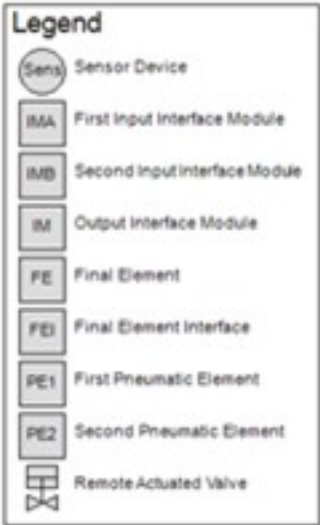 Legend
Sens Sensor Device
IMA First Input Interface Module
IMB Second Input Interface Module
IM Output Interface Module
FE Final Element
FEI Final Element Interface
PE1 First Pneumatic Element
PE2 Second Pneumatic Element
Remote Actuated Valve